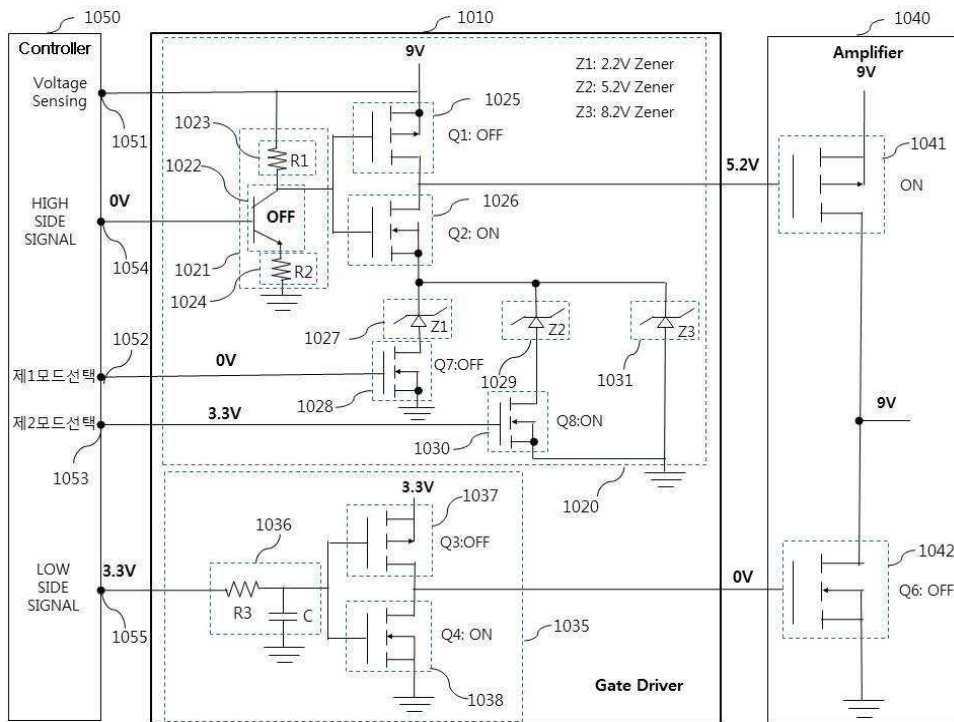 1050
1010
1040
Controller
9V
Z1: 2.2V Zener
Z2: 5.2V Zener
Z3: 8.2V Zener
Amplifier
9V
Voltage
Sensing
1051
1023
R1
1025
Q1: OFF
1022
5.2V
1041
ON
HIGH
SIDE
SIGNAL
0V
1054
OFF
1026
Q2: ON
1021
1024
R2
1052
1027
Z1
Z2
Z3
제1모드선택
0V
Q7:OFF
1028
1029
1031
제2모드선택
3.3V
1053
1030
Q8:ON
9V
1020
3.3V
1037
1036
Q3:OFF
LOW
SIDE
SIGNAL
3.3V
1055
R3
C
0V
1042
Q6: OFF
Q4: ON
1035
1038
Gate Driver